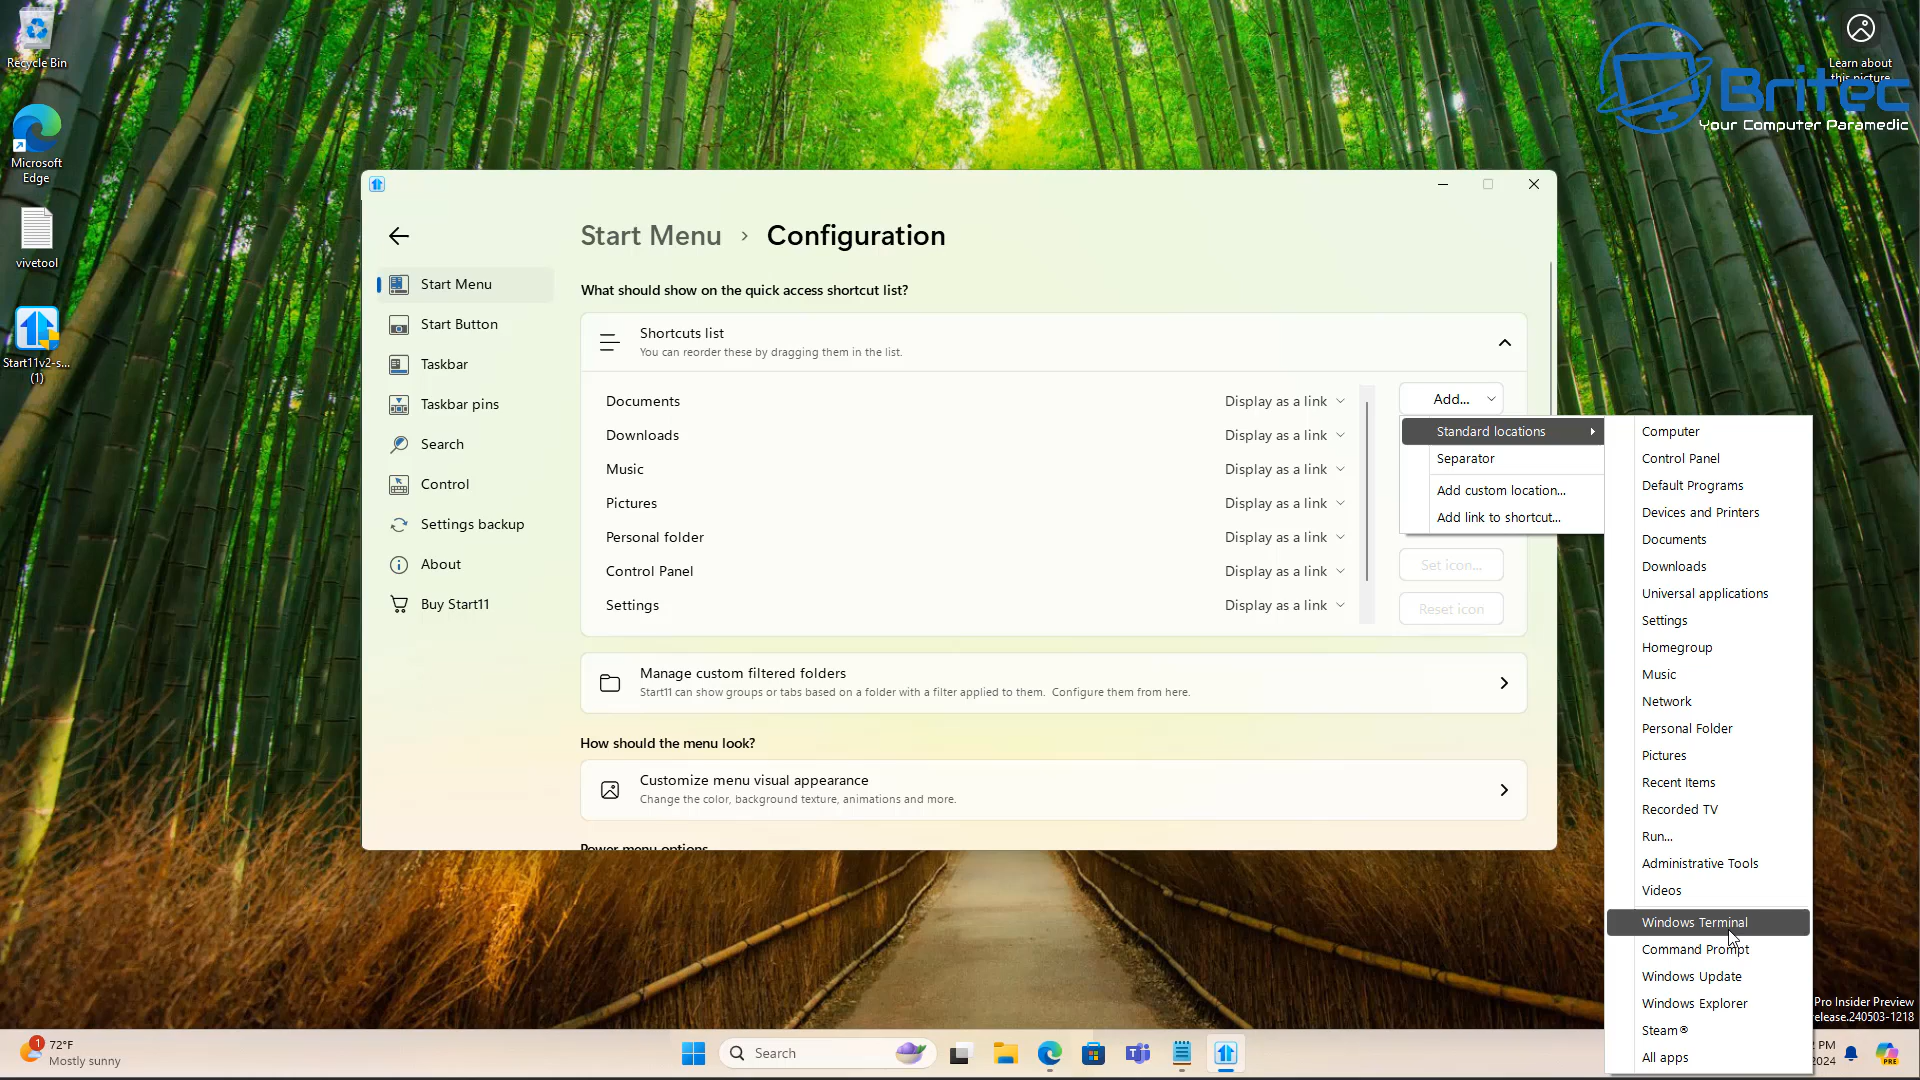 Recycle Bin
Microsoft
Edge
vivetool
Start11v2-s...
(1)
Learn about
this picture
Britec
Your Computer Paramedic
Start Menu
Start Button
Taskbar
Taskbar pins
Search
Control
Settings backup
About
Buy Start11
Start Menu › Configuration
What should show on the quick access shortcut list?
Shortcuts list
You can reorder these by dragging them in the list.
Documents Display as a link
Downloads Display as a link
Music Display as a link
Pictures Display as a link
Personal folder Display as a link
Control Panel Display as a link
Settings Display as a link
Add...
Set icon...
Reset icon
Standard locations
Separator
Add custom location...
Add link to shortcut...
Computer
Control Panel
Default Programs
Devices and Printers
Documents
Downloads
Universal applications
Settings
Homegroup
Music
Network
Personal Folder
Pictures
Recent Items
Recorded TV
Run...
Administrative Tools
Videos
Windows Terminal
Command Prompt
Windows Update
Windows Explorer
Steam®
All apps
Manage custom filtered folders
Start11 can show groups or tabs based on a folder with a filter applied to them. Configure them from here.
How should the menu look?
Customize menu visual appearance
Change the color, background texture, animations and more.
Power menu options
Pro Insider Preview
elease.240503-1218
1
72°F
Mostly sunny
Search
PM
2024
PRE